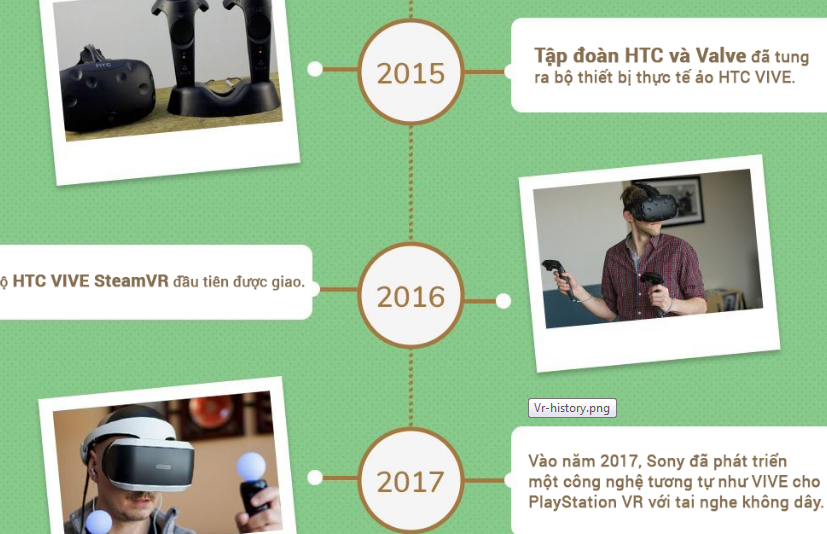 2015
Tập đoàn HTC và Valve đã tung
ra bộ thiết bị thực tế ảo HTC VIVE.
HTC VIVE SteamVR đầu tiên được giao.
2016
Vr-history.png
2017
Vào năm 2017, Sony đã phát triển
một công nghệ tương tự như VIVE cho
PlayStation VR với tai nghe không dây.